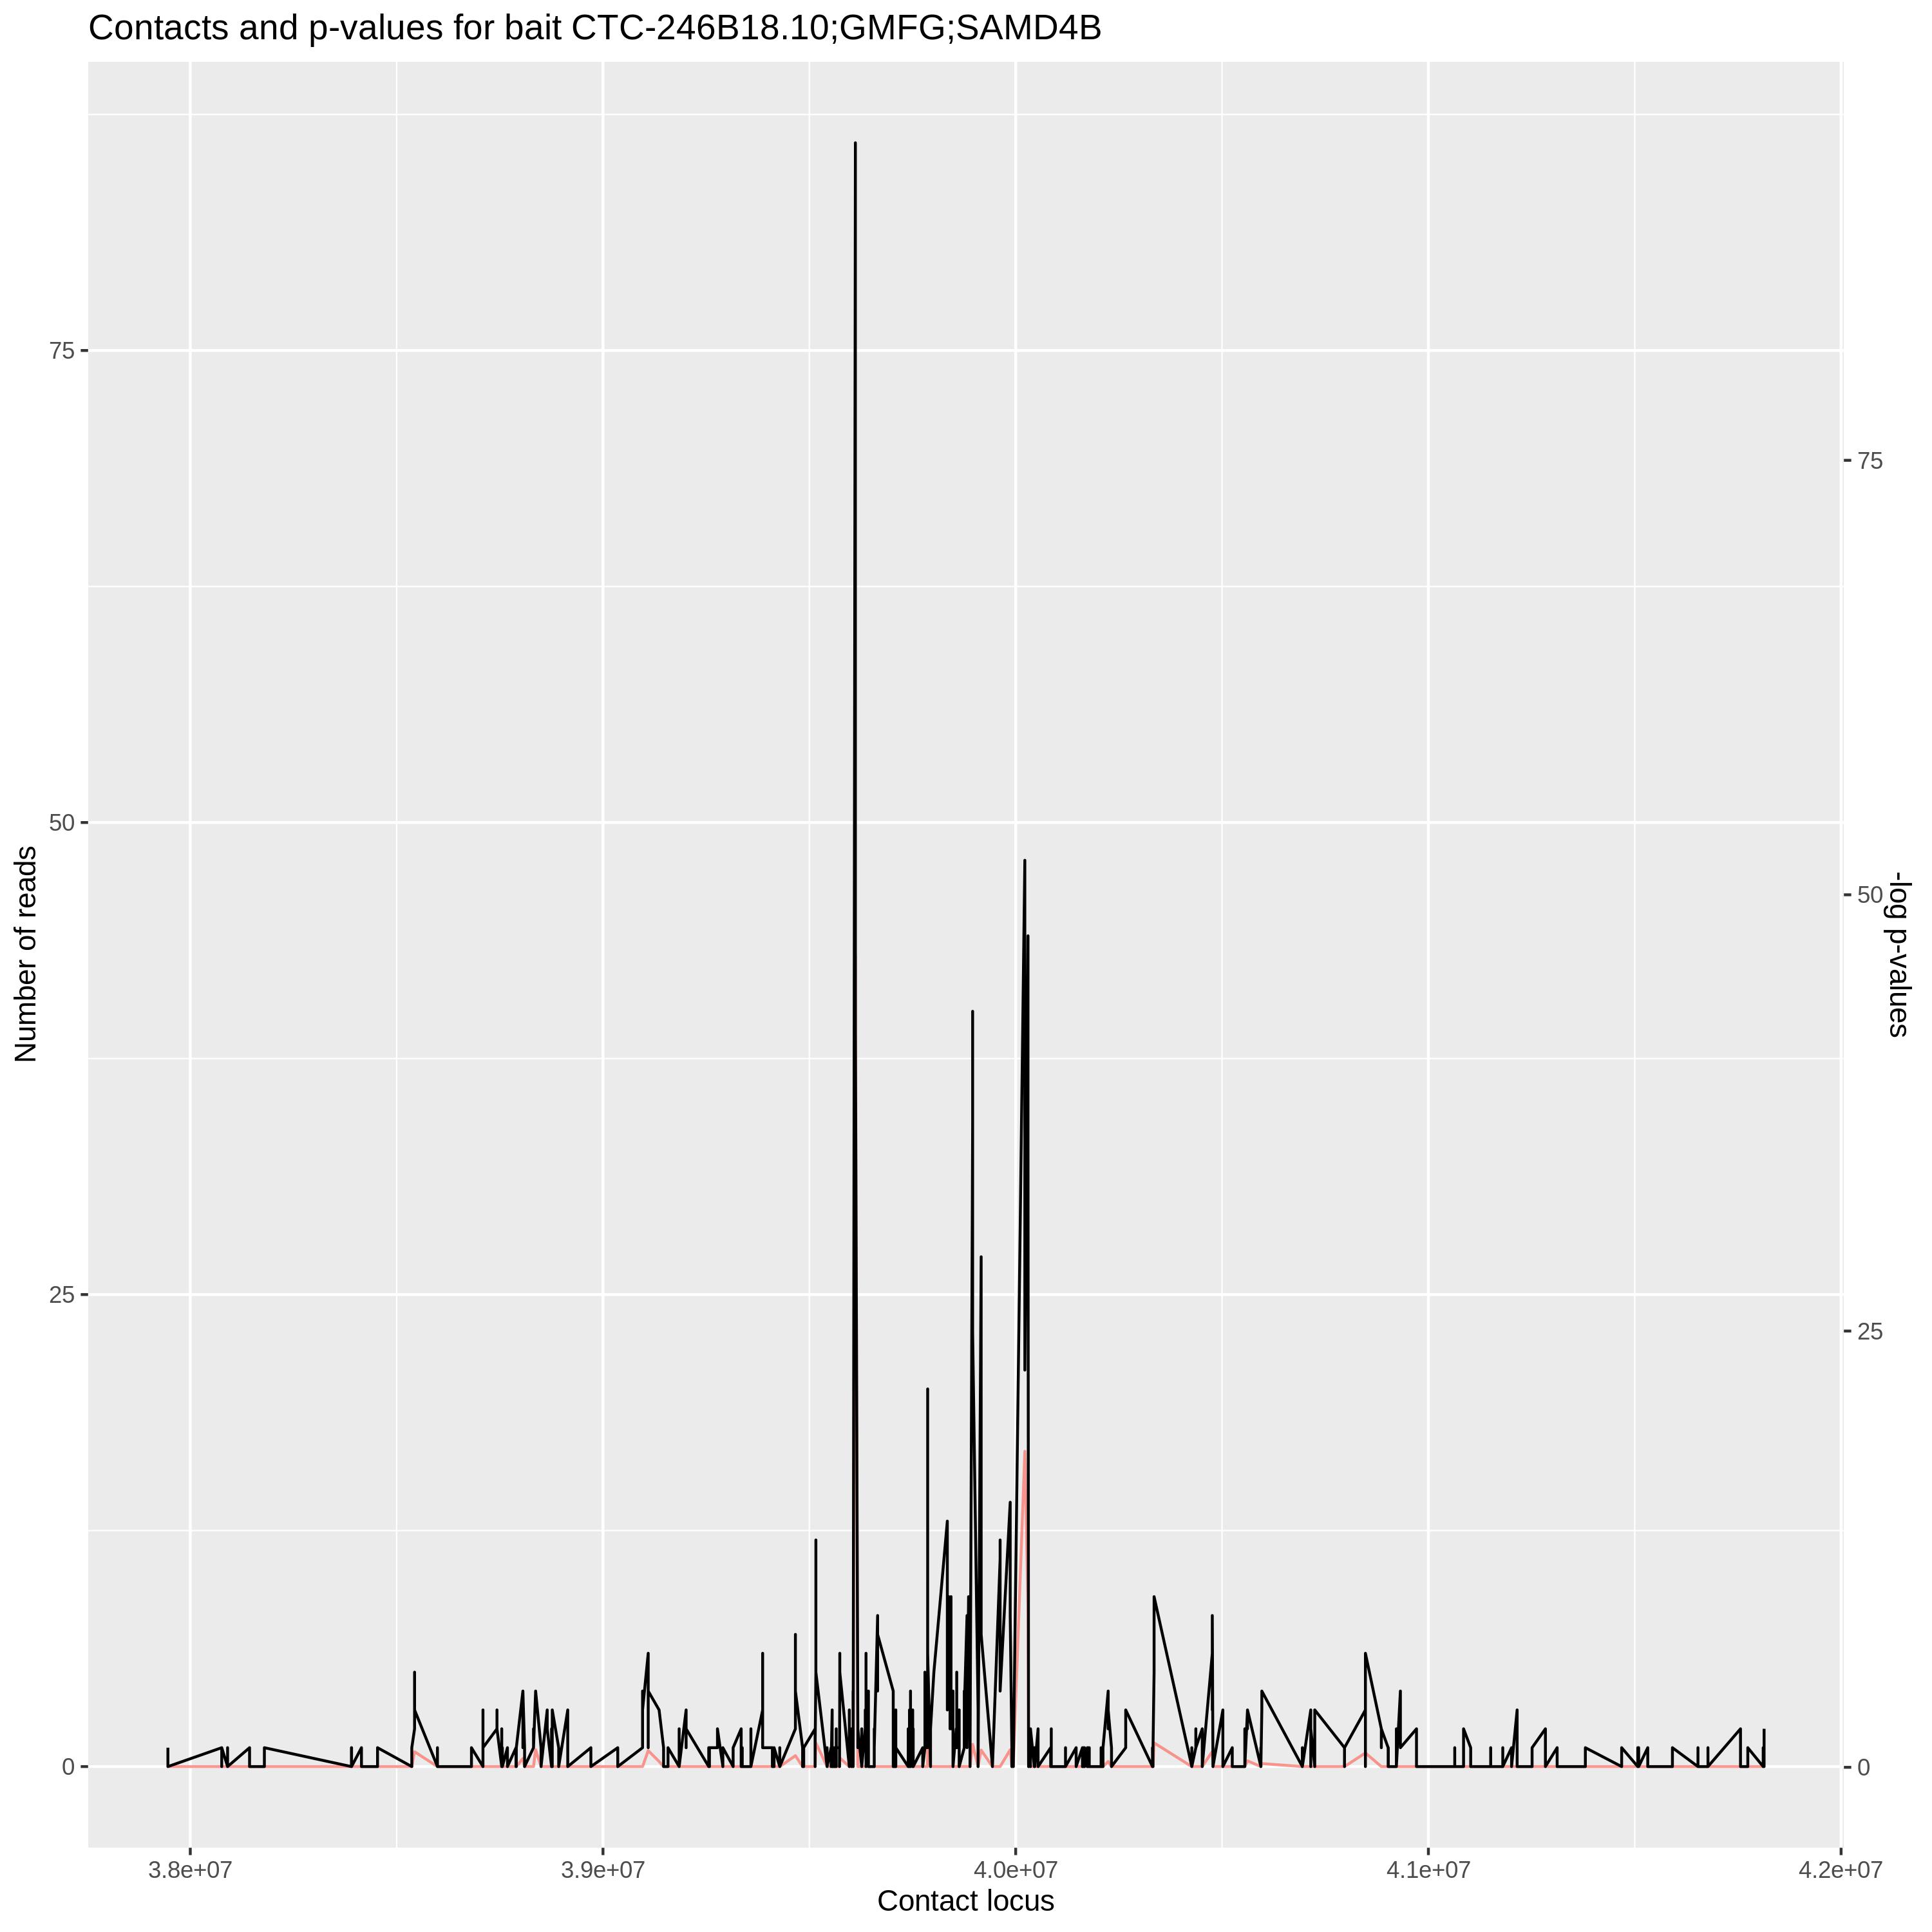 Contacts and p-values for bait CTC-246B18.10;GMFG;SAMD4B
75
50
25
0
Number of reads
75
50
25
0
-log p-values
3.8e+07
3.9e+07
4.0e+07
4.1e+07
4.2e+07
Contact locus